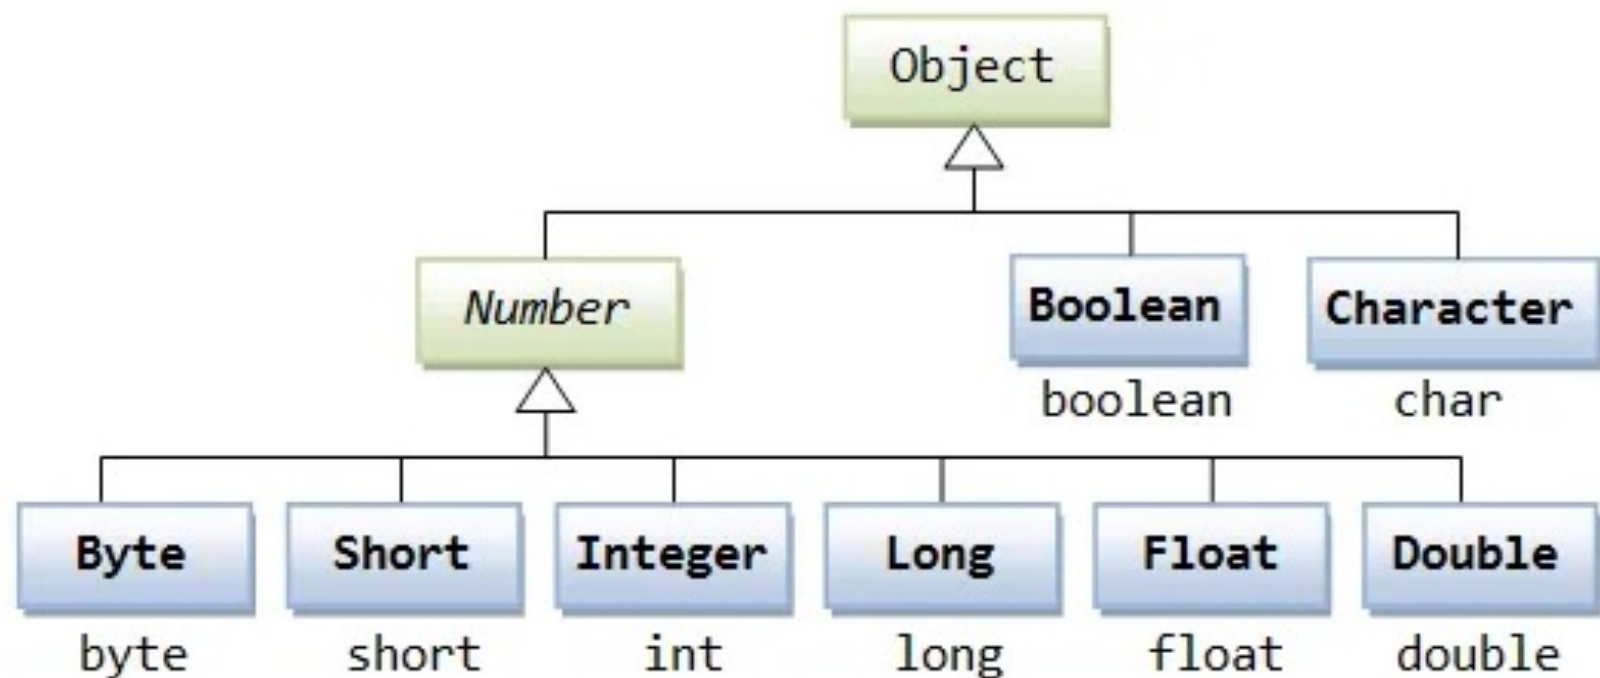 Object
Number Boolean Character
boolean char
Byte Short Integer Long Float Double
byte short int long float double